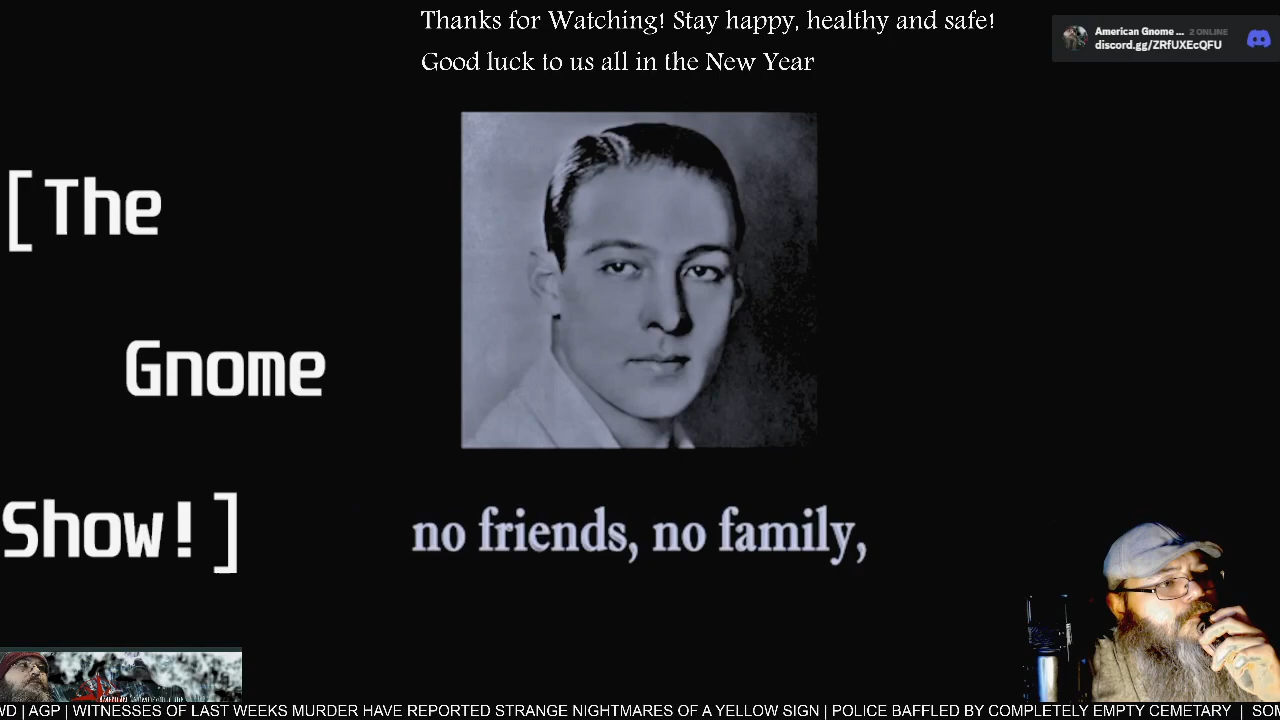 Thanks for Watching! Stay happy, healthy and safe!
Good luck to us all in the New Year
American Gnome ... 2 ONLINE
discord.gg/ZRfUXEcQFU
[The
Gnome
Show!]
no friends, no family,
WD | AGP | WITNESSES OF LAST WEEKS MURDER HAVE REPORTED STRANGE NIGHTMARES OF A YELLOW SIGN | POLICE BAFFLED BY COMPLETELY EMPTY CEMETARY | SOM